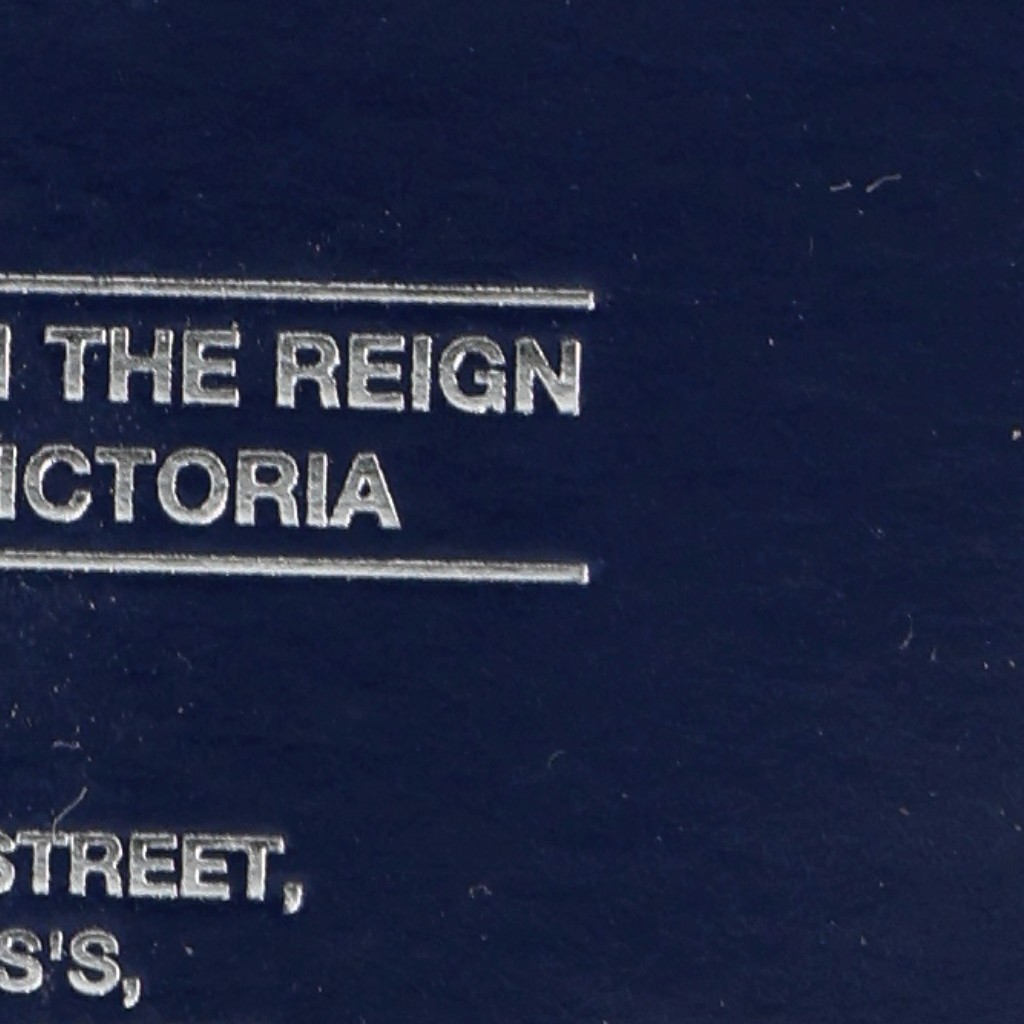 THE REIGN
ICTORIA
STREET,
S'S,